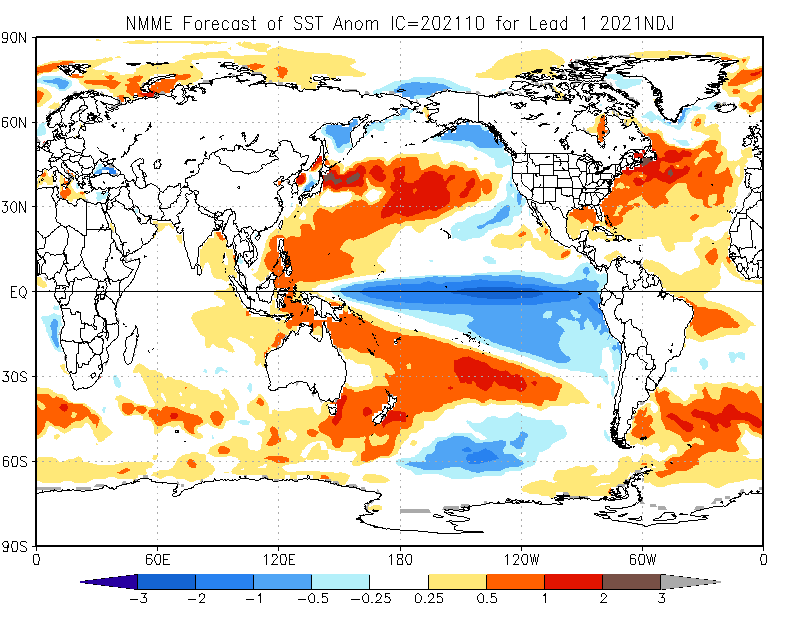 NMME Forecast of SST Anom IC=202110 for Lead 1 2021NDJ
90N
60N
30N
EQ
30S
60S
90S
0 60E 120E 180 120W 60W 0
-3 -2 -1 -0.5 -0.25 0.25 0.5 1 2 3